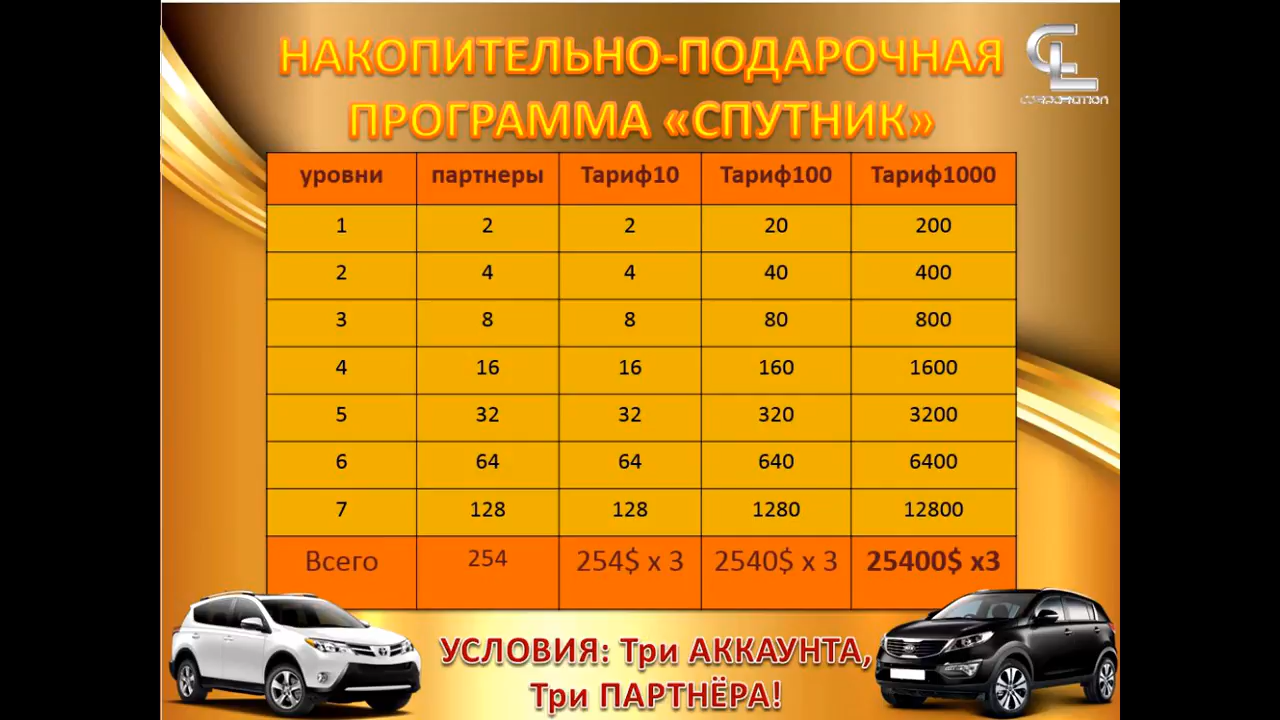 НАКОПИТЕЛЬНО-ПОДАРОЧНАЯ
ПРОГРАММА «СПУТНИК»
CL
CORPORATION
уровни партнеры Тариф10 Тариф100 Тариф1000
1 2 2 20 200
2 4 4 40 400
3 8 8 80 800
4 16 16 160 1600
5 32 32 320 3200
6 64 64 640 6400
7 128 128 1280 12800
Всего 254 254$ x 3 2540$ x 3 25400$ x3
УСЛОВИЯ: Три АККАУНТА,
Три ПАРТНЁРА!